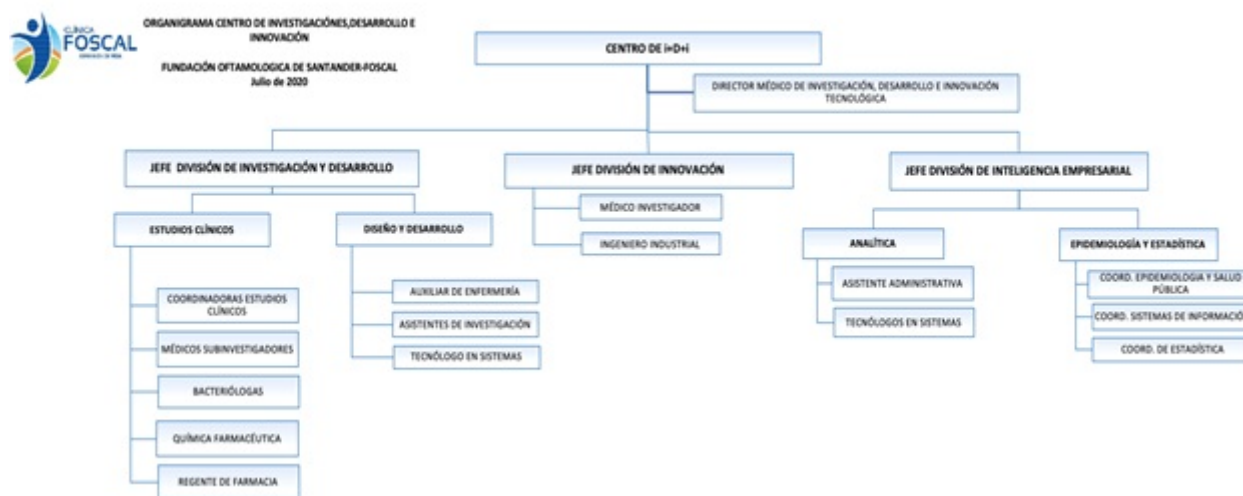 CLÍNICA
FOSCAL
ORGANIGRAMA CENTRO DE INVESTIGACIÓNES,DESARROLLO E
INNOVACIÓN
FUNDACIÓN OFTAMOLOGICA DE SANTANDER-FOSCAL
Julio de 2020
CENTRO DE i+D+i
DIRECTOR MÉDICO DE INVESTIGACIÓN, DESARROLLO E INNOVACIÓN
TECNOLÓGICA
JEFE DIVISIÓN DE INVESTIGACIÓN Y DESARROLLO
ESTUDIOS CLÍNICOS
COORDINADORAS ESTUDIOS
CLÍNICOS
MÉDICOS SUBINVESTIGADORES
BACTERIÓLOGAS
QUÍMICA FARMACÉUTICA
REGENTE DE FARMACIA
DISEÑO Y DESARROLLO
AUXILIAR DE ENFERMERÍA
ASISTENTES DE INVESTIGACIÓN
TECNÓLOGO EN SISTEMAS
JEFE DIVISIÓN DE INNOVACIÓN
MÉDICO INVESTIGADOR
INGENIERO INDUSTRIAL
JEFE DIVISIÓN DE INTELIGENCIA EMPRESARIAL
ANALÍTICA
ASISTENTE ADMINISTRATIVA
TECNÓLOGOS EN SISTEMAS
EPIDEMIOLOGÍA Y ESTADÍSTICA
COORD. EPIDEMIOLOGIA Y SALUD
PÚBLICA
COORD. SISTEMAS DE INFORMACIÓ
COORD. DE ESTADÍSTICA